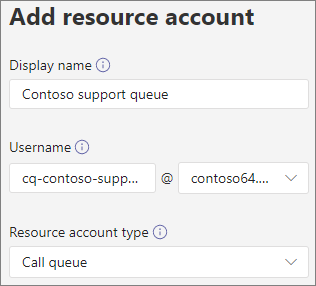 Add resource account
Display name
Contoso support queue
Username
cq-contoso-supp... @ contoso64....
Resource account type
Call queue